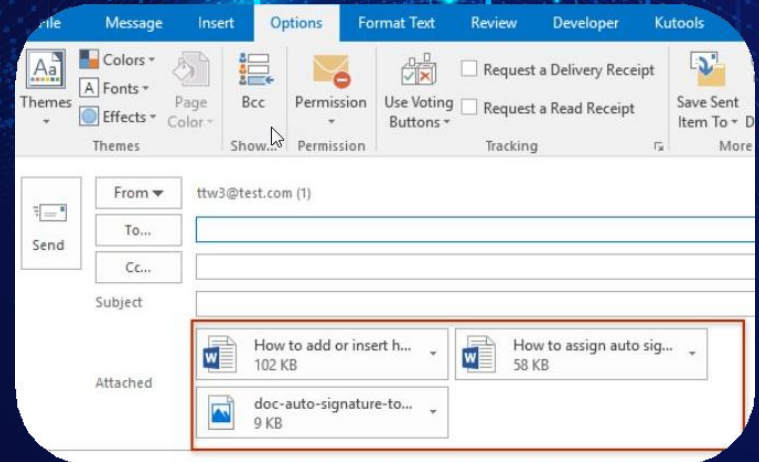 File Message Insert Options Format Text Review Developer Kutools
Aa
Themes
Colors
A Fonts
Effects
Page
Color
Themes
Bcc
Show...
Permission
Permission
Use Voting
Buttons
Request a Delivery Receipt
Request a Read Receipt
Tracking
Save Sent
Item To
D
More
Send
From
ttw3@test.com (1)
To...
Cc...
Subject
Attached
W
How to add or insert h...
102 KB
W
How to assign auto sig...
58 KB
doc-auto-signature-to...
9 KB